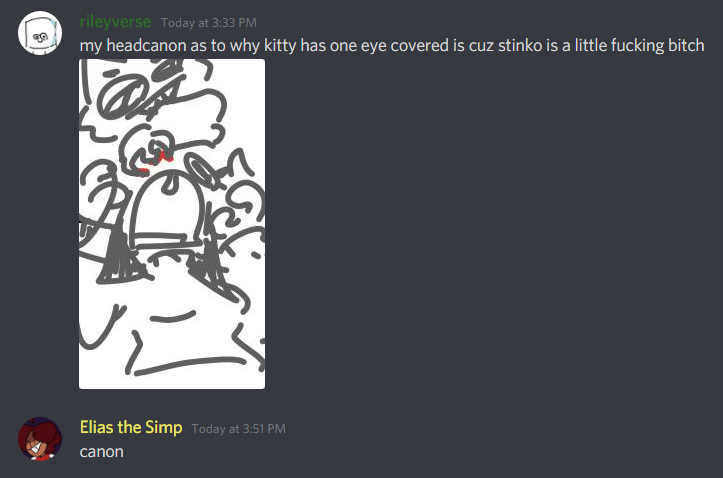 rileyverse Today at 3:33 PM
my headcanon as to why kitty has one eye covered is cuz stinko is a little fucking bitch
Elias the Simp Today at 3:51 PM
canon